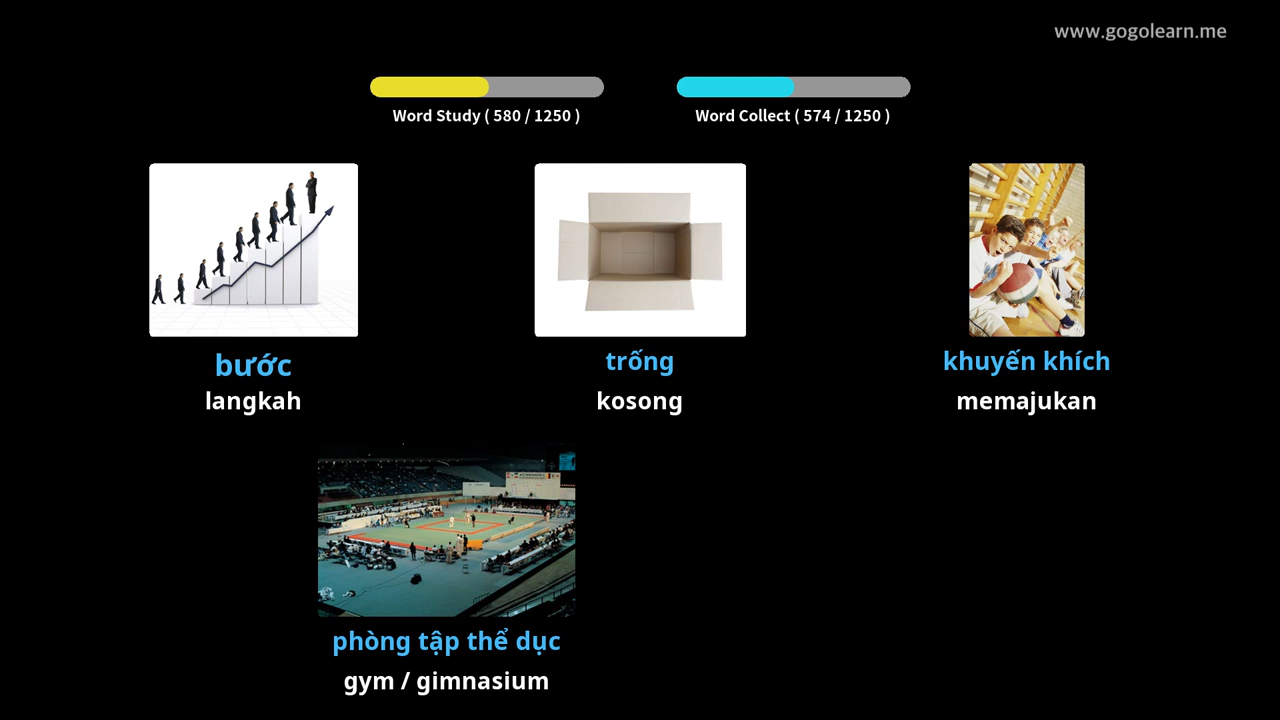 www.gogolearn.me
Word Study ( 580 / 1250 )
Word Collect ( 574 / 1250 )
bước
trống
khuyến khích
langkah
kosong
memajukan
phòng tập thể dục
gym / gimnasium